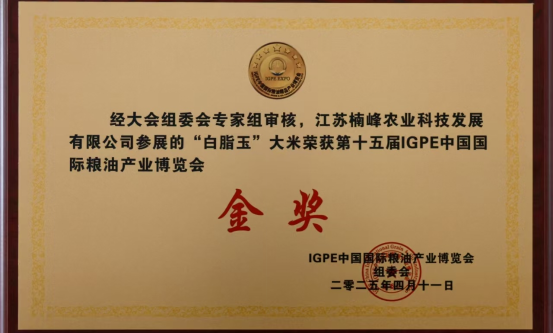 IGPE EXPO
经大会组委会专家组审核，江苏楠峰农业科技发展
有限公司参展的“白脂玉”大米荣获第十五届IGPE中国国
际粮油产业博览会
金奖
IGPE中国国际粮油产业博览会
组委会
二零二五年四月十一日